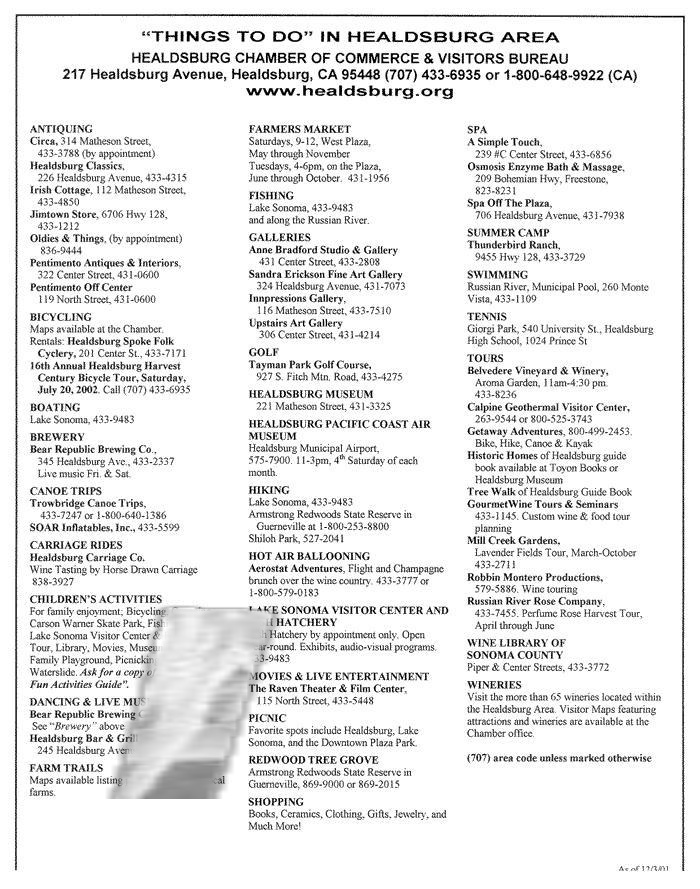 “THINGS TO DO” IN HEALDSBURG AREA
HEALDSBURG CHAMBER OF COMMERCE & VISITORS BUREAU
217 Healdsburg Avenue, Healdsburg, CA 95448 (707) 433-6935 or 1-800-648-9922 (CA)
www.healdsburg.org
ANTIQUING
Circa, 314 Matheson Street,
433-3788 (by appointment)
Healdsburg Classics,
226 Healdsburg Avenue, 433-4315
Irish Cottage, 112 Matheson Street,
433-4850
Jimtown Store, 6706 Hwy 128,
433-1212
Oldies & Things, (by appointment)
836-9444
Pentimento Antiques & Interiors,
322 Center Street, 431-0600
Pentimento Off Center
119 North Street, 431-0600
BICYCLING
Maps available at the Chamber.
Rentals: Healdsburg Spoke Folk
Cyclery, 201 Center St., 433-7171
16th Annual Healdsburg Harvest
Century Bicycle Tour, Saturday,
July 20, 2002. Call (707) 433-6935
BOATING
Lake Sonoma, 433-9483
BREWERY
Bear Republic Brewing Co.,
345 Healdsburg Ave., 433-2337
Live music Fri. & Sat.
CANOE TRIPS
Trowbridge Canoe Trips,
433-7247 or 1-800-640-1386
SOAR Inflatables, Inc., 433-5599
CARRIAGE RIDES
Healdsburg Carriage Co.
Wine Tasting by Horse Drawn Carriage
838-3927
CHILDREN'S ACTIVITIES
For family enjoyment; Bicycling
Carson Warner Skate Park,
Lake Sonoma Visitor Center &
Tour, Library, Movies,
Family Playground,
Waterslide. Ask for a copy
Fun Activities Guide”.
DANCING & LIVE
Bear Republic Brewing
See “Brewery” above
Healdsburg Bar &
245 Healdsburg
FARM TRAILS
Maps available listing
farms.
FARMERS MARKET
Saturdays, 9-12, West Plaza,
May through November
Tuesdays, 4-6pm, on the Plaza,
June through October. 431-1956
FISHING
Lake Sonoma, 433-9483
and along the Russian River.
GALLERIES
Anne Bradford Studio & Gallery
431 Center Street, 433-2808
Sandra Erickson Fine Art Gallery
324 Healdsburg Avenue, 431-7073
Innpressions Gallery,
116 Matheson Street, 433-7510
Upstairs Art Gallery
306 Center Street, 431-4214
GOLF
Tayman Park Golf Course,
927 S. Fitch Mtn. Road, 433-4275
HEALDSBURG MUSEUM
221 Matheson Street, 431-3325
HEALDSBURG PACIFIC COAST AIR
MUSEUM
Healdsburg Municipal Airport,
575-7900. 11-3pm, 4th Saturday of each
month.
HIKING
Lake Sonoma, 433-9483
Armstrong Redwoods State Reserve in
Guerneville at 1-800-253-8800
Shiloh Park, 527-2041
HOT AIR BALLOONING
Aerostat Adventures, Flight and Champagne
brunch over the wine country. 433-3777 or
1-800-579-0183
LAKE SONOMA VISITOR CENTER AND
HATCHERY
Hatchery by appointment only. Open
Exhibits, audio-visual programs.
MOVIES & LIVE ENTERTAINMENT
The Raven Theater & Film Center,
115 North Street, 433-5448
PICNIC
Favorite spots include Healdsburg, Lake
Sonoma, and the Downtown Plaza Park.
REDWOOD TREE GROVE
Armstrong Redwoods State Reserve in
Guerneville, 869-9000 or 869-2015
SHOPPING
Books, Ceramics, Clothing, Gifts, Jewelry, and
Much More!
SPA
A Simple Touch,
239 #C Center Street, 433-6856
Osmosis Enzyme Bath & Massage,
209 Bohemian Hwy, Freestone,
823-8231
Spa Off The Plaza,
706 Healdsburg Avenue, 431-7938
SUMMER CAMP
Thunderbird Ranch,
9455 Hwy 128, 433-3729
SWIMMING
Russian River, Municipal Pool, 260 Monte
Vista, 433-1109
TENNIS
Giorgi Park, 540 University St., Healdsburg
High School, 1024 Prince St
TOURS
Belvedere Vineyard & Winery,
Aroma Garden, 11am-4:30 pm.
433-8236
Calpine Geothermal Visitor Center,
263-9544 or 800-525-3743
Getaway Adventures, 800-499-2453.
Bike, Hike, Canoe & Kayak
Historic Homes of Healdsburg guide
book available at Toyon Books or
Healdsburg Museum
Tree Walk of Healdsburg Guide Book
GourmetWine Tours & Seminars
433-1145. Custom wine & food tour
planning
Mill Creek Gardens,
Lavender Fields Tour, March-October
433-2711
Robbin Montero Productions,
579-5886. Wine touring
Russian River Rose Company,
433-7455. Perfume Rose Harvest Tour,
April through June
WINE LIBRARY OF
SONOMA COUNTY
Piper & Center Streets, 433-3772
WINERIES
Visit the more than 65 wineries located within
the Healdsburg Area. Visitor Maps featuring
attractions and wineries are available at the
Chamber office.
(707) area code unless marked otherwise
As of 12/3/01